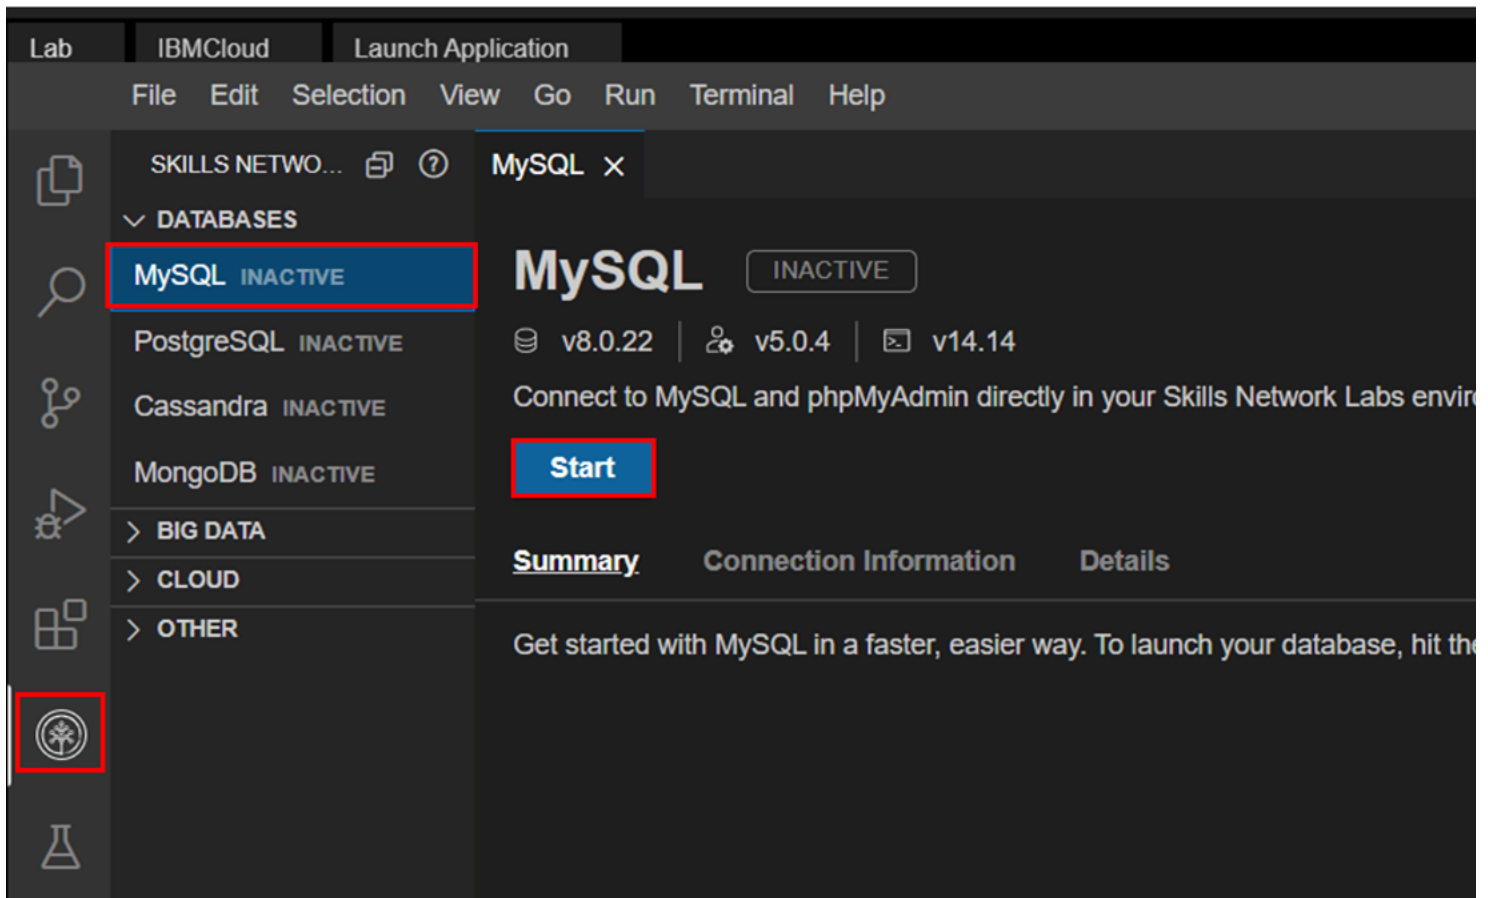 Lab IBMCloud Launch Application
File Edit Selection View Go Run Terminal Help
SKILLS NETWO...
MySQL
DATABASES
MySQL INACTIVE
PostgreSQL INACTIVE
Cassandra INACTIVE
MongoDB INACTIVE
BIG DATA
CLOUD
OTHER
MySQL INACTIVE
v8.0.22 v5.0.4 v14.14
Connect to MySQL and phpMyAdmin directly in your Skills Network Labs
Start
Summary Connection Information Details
Get started with MySQL in a faster, easier way. To launch your database, hit